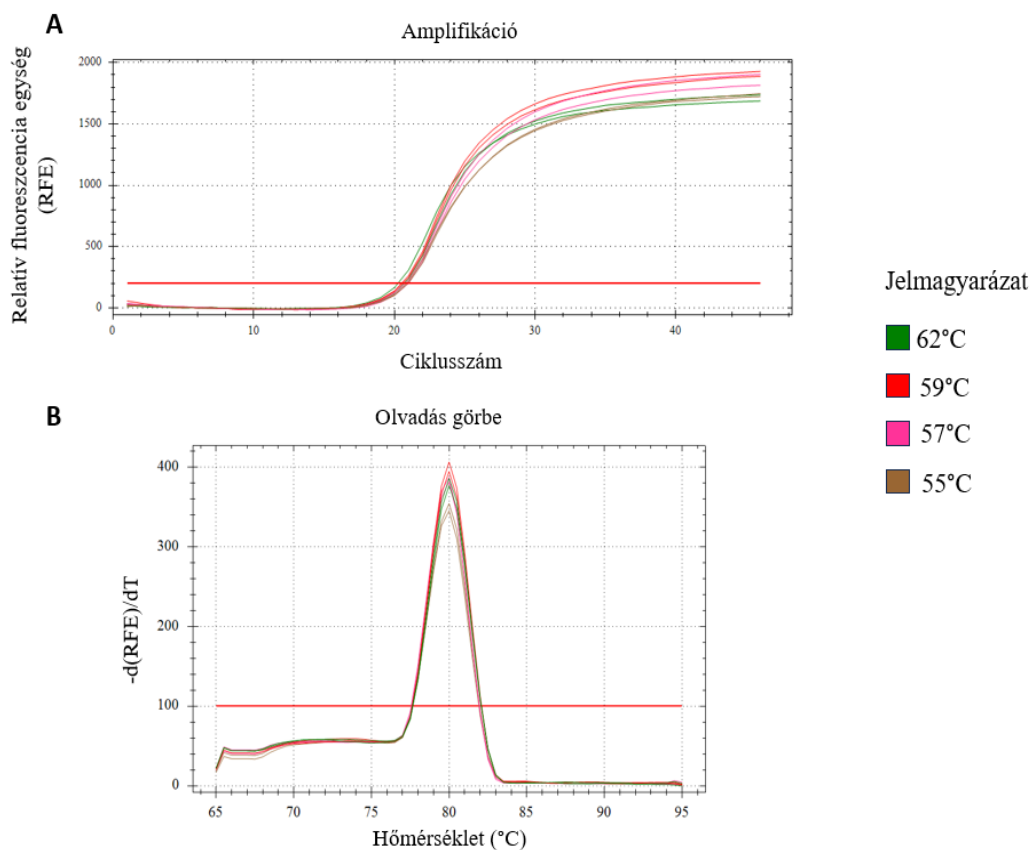 A
Amplifikáció
Relatív fluoreszcencia egység
(RFE)
2000
1500
1000
500
0
0
10
20
30
40
Ciklusszám
B
Olvadás görbe
-d(RFE)/dT
400
300
200
100
0
65
70
75
80
85
90
95
Hőmérséklet (°C)
Jelmagyarázat
62°C
59°C
57°C
55°C